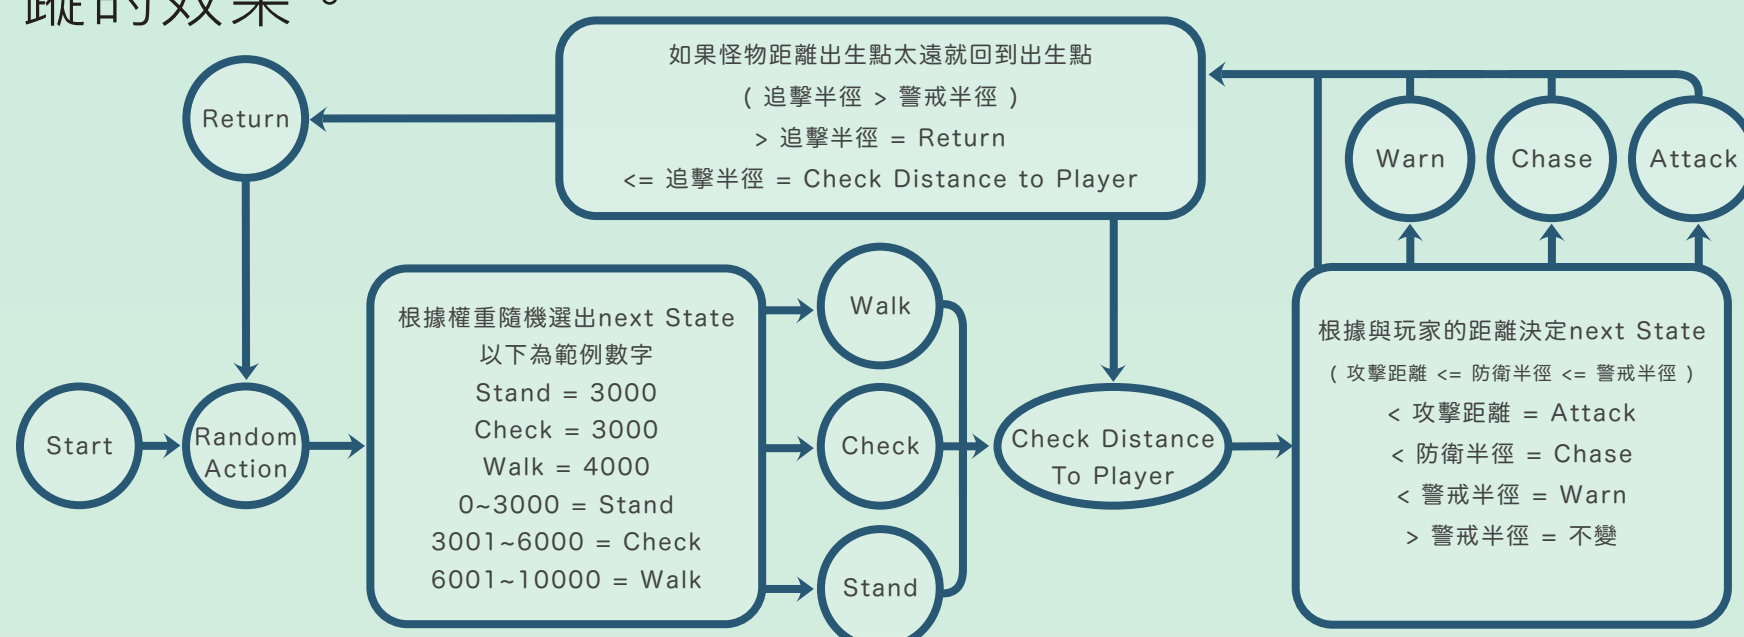 蹤的效果。
如果怪物距離出生點太遠就回到出生點
( 追擊半徑 > 警戒半徑 )
> 追擊半徑 = Return
<= 追擊半徑 = Check Distance to Player
Return
Warn
Chase
Attack
Start
Random
Action
根據權重隨機選出next State
以下為範例數字
Stand = 3000
Check = 3000
Walk = 4000
0~3000 = Stand
3001~6000 = Check
6001~10000 = Walk
Walk
Check
Stand
Check Distance
To Player
根據與玩家的距離決定next State
( 攻擊距離 <= 防衛半徑 <= 警戒半徑 )
< 攻擊距離 = Attack
< 防衛半徑 = Chase
< 警戒半徑 = Warn
> 警戒半徑 = 不變